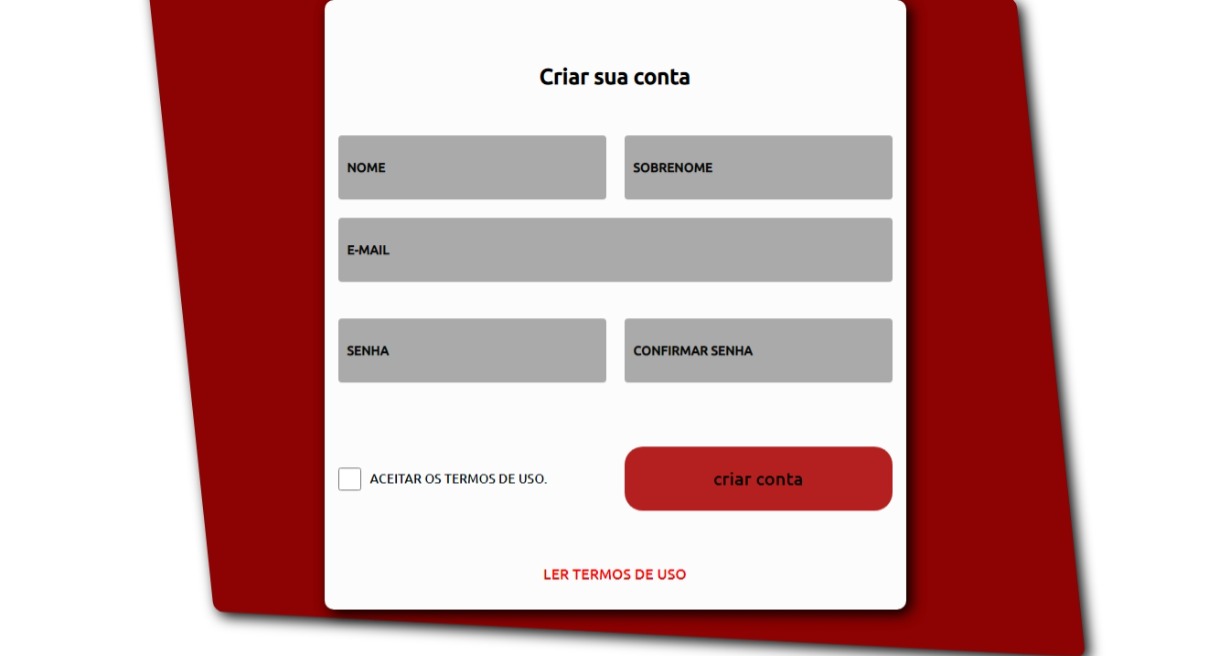 Criar sua conta
NOME
SOBRENOME
E-MAIL
SENHA
CONFIRMAR SENHA
ACEITAR OS TERMOS DE USO.
criar conta
LER TERMOS DE USO